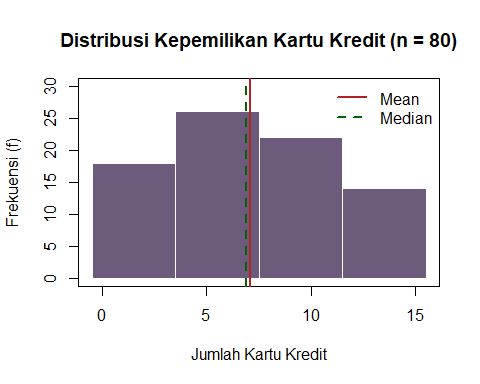 Distribusi Kepemilikan Kartu Kredit (n = 80)
Mean
Median
Frekuensi (f)
30
25
20
15
10
5
0
0 5 10 15
Jumlah Kartu Kredit